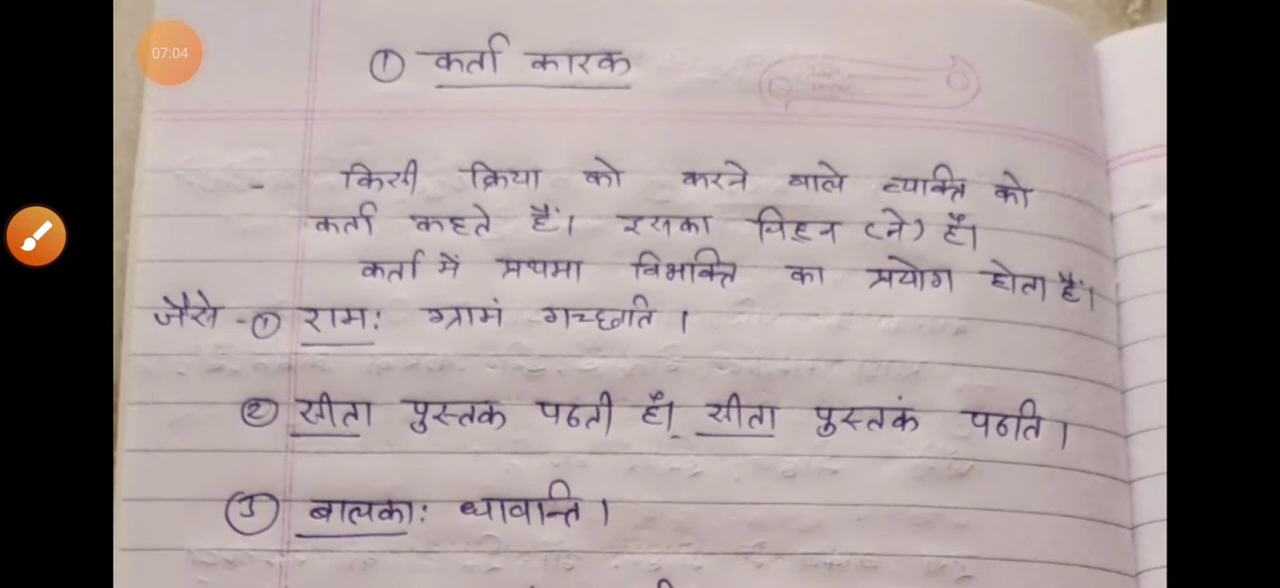 07:04
① कर्ता कारक
- किसी क्रिया को करने वाले व्यक्ति को
कर्ता कहते हैं। इसका चिह्न (ने) है।
कर्ता में प्रथमा विभक्ति का प्रयोग होता है।
जैसे - ① रामः ग्रामं गच्छति ।
② सीता पुस्तक पढती है। सीता पुस्तकं पठति ।
③ बालकाः धावन्ति ।